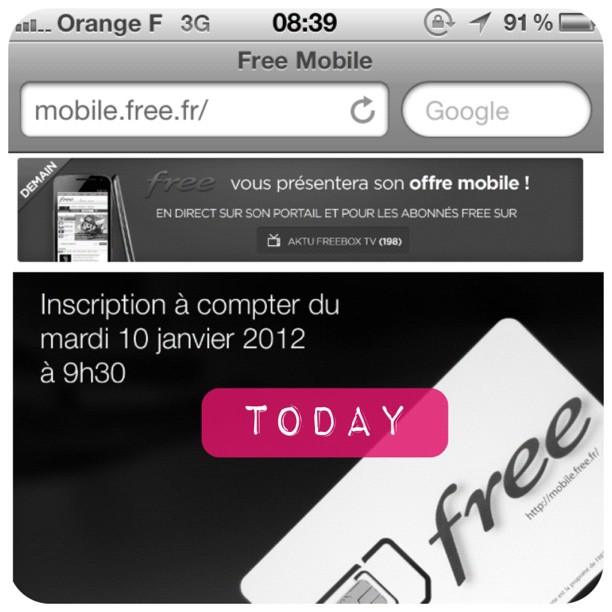 Orange F 3G 08:39 91 %
Free Mobile
mobile.free.fr/ Google
DEMAIN
free vous présentera son offre mobile !
EN DIRECT SUR SON PORTAIL ET POUR LES ABONNÉS FREE SUR
AKTU FREEBOX TV (198)
Inscription à compter du
mardi 10 janvier 2012
à 9h30
TODAY
free
http://mobile.free.fr/